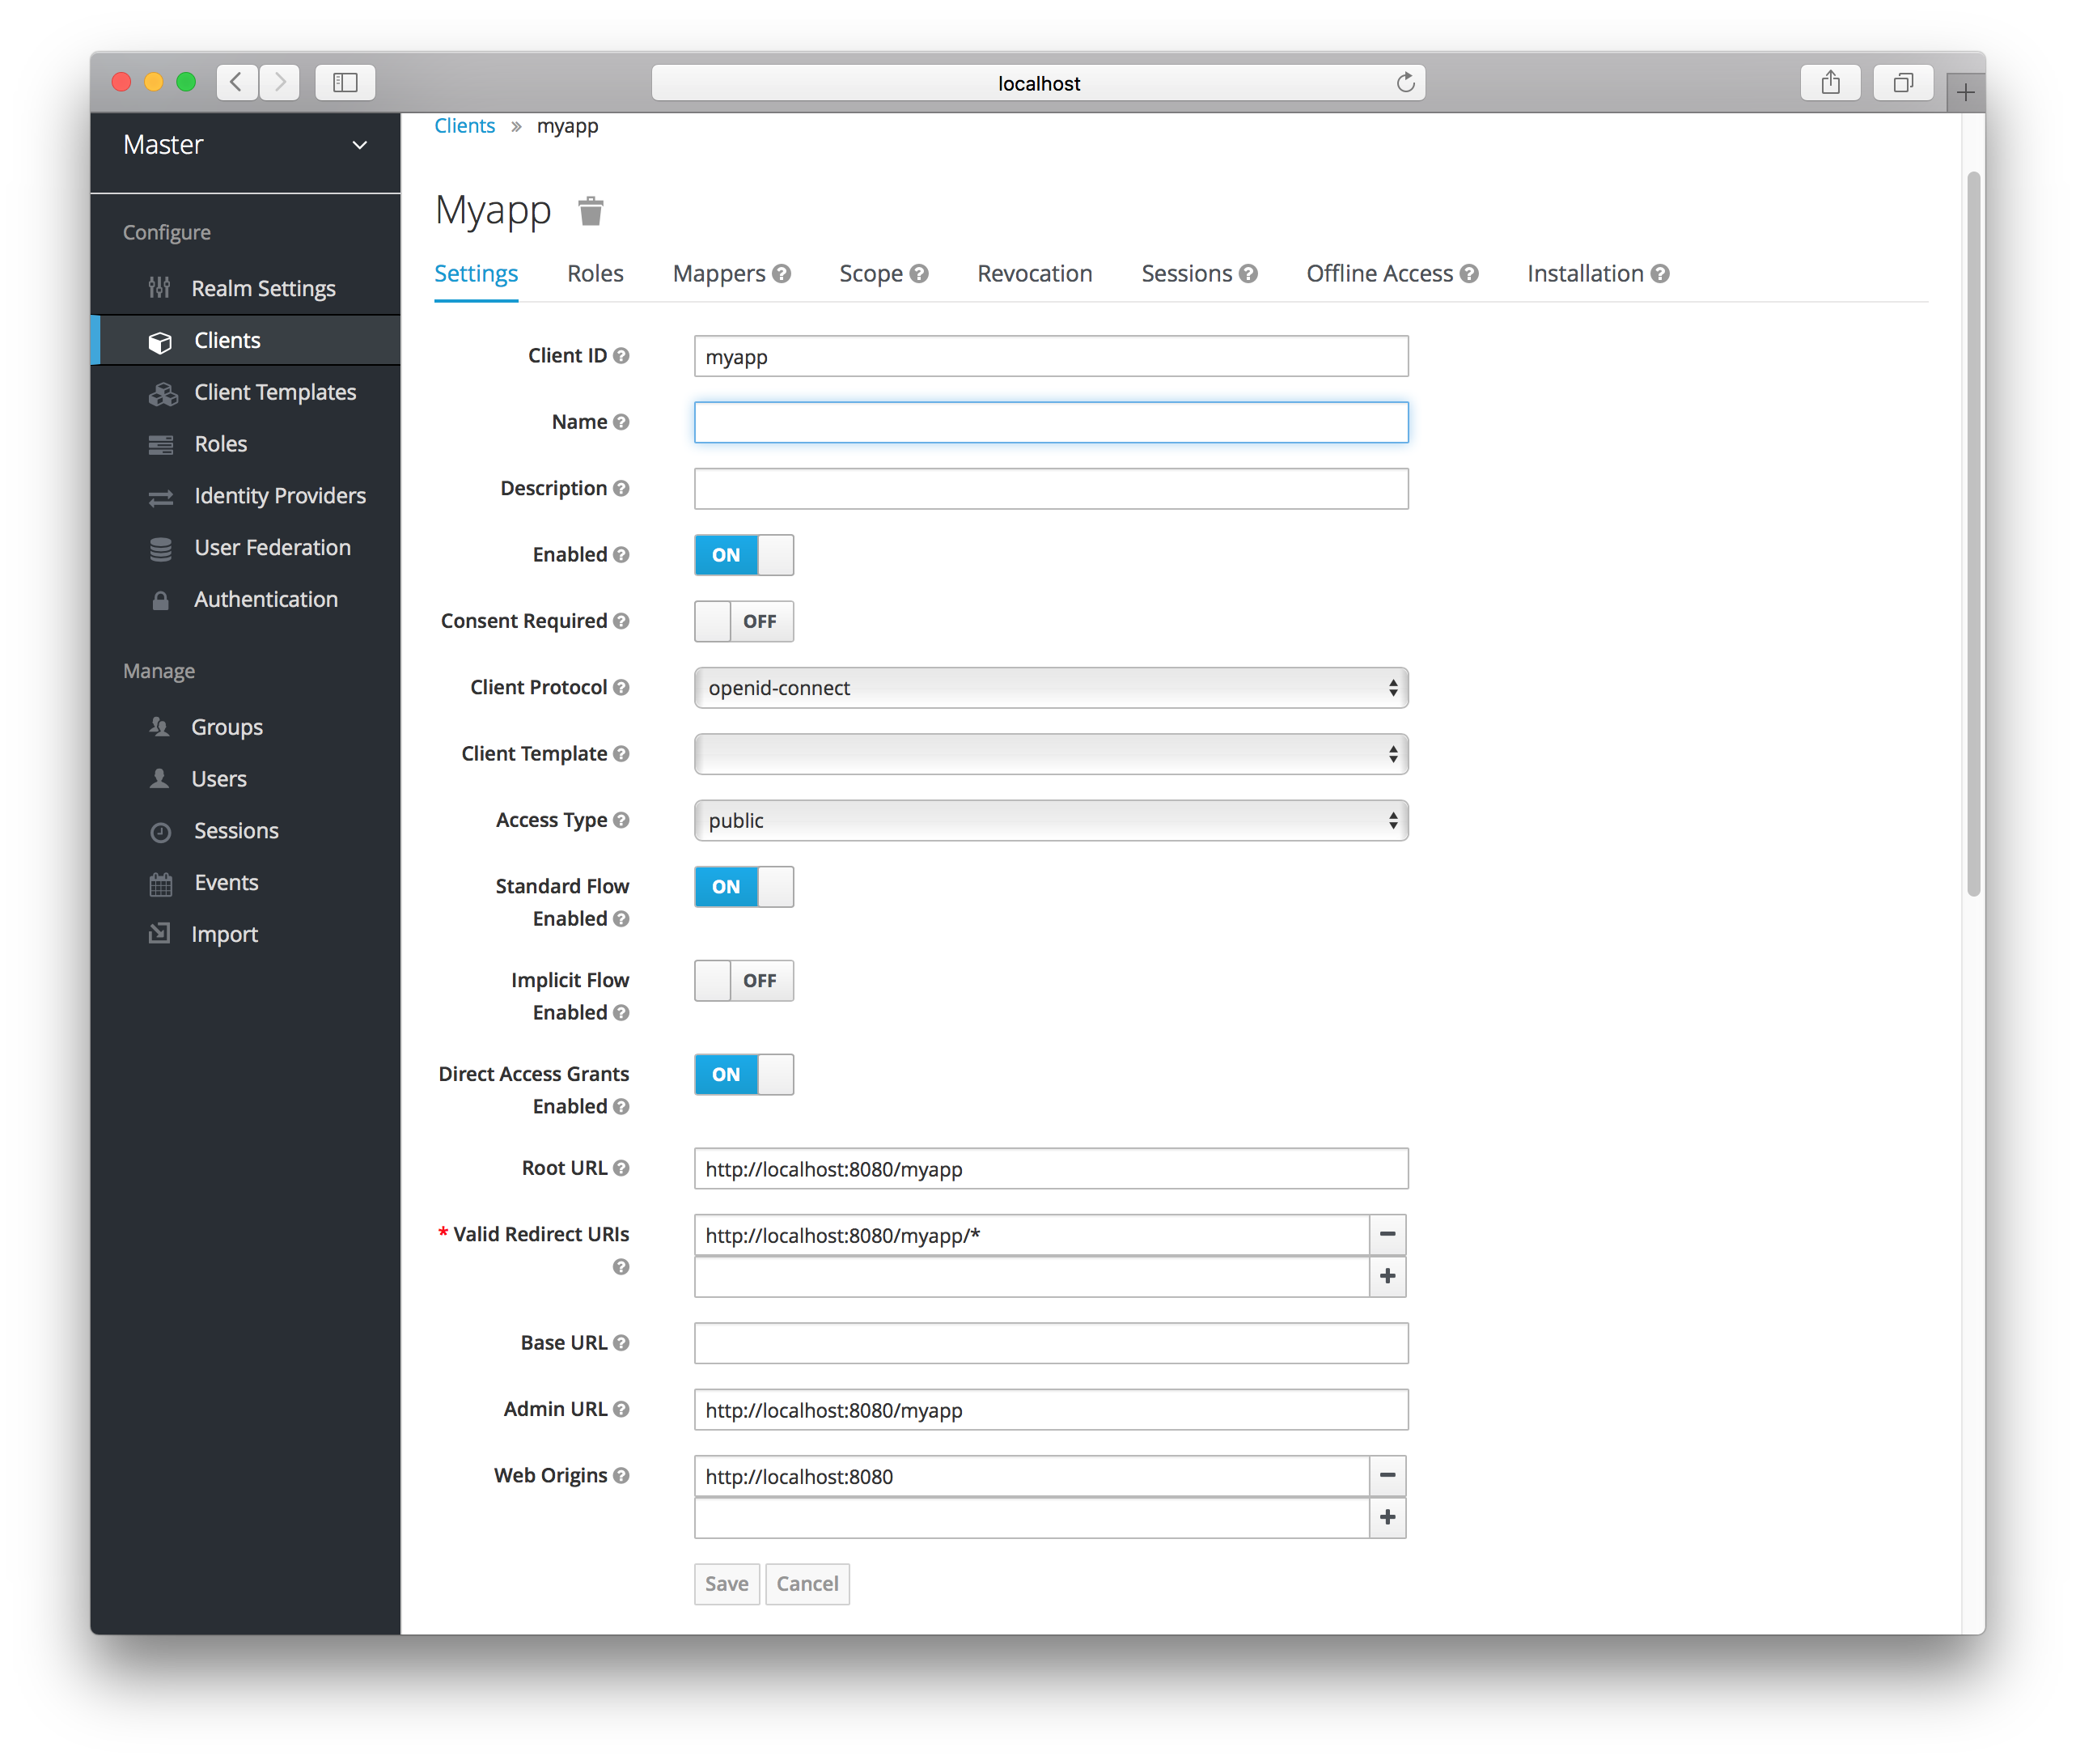 localhost
Master
Configure
Realm Settings
Clients
Client Templates
Roles
Identity Providers
User Federation
Authentication
Manage
Groups
Users
Sessions
Events
Import
Clients » myapp
Myapp
Settings Roles Mappers Scope Revocation Sessions Offline Access Installation
Client ID myapp
Name
Description
Enabled ON
Consent Required OFF
Client Protocol openid-connect
Client Template
Access Type public
Standard Flow
Enabled
ON
Implicit Flow
Enabled
OFF
Direct Access Grants
Enabled
ON
Root URL http://localhost:8080/myapp
* Valid Redirect URIs http://localhost:8080/myapp/*
Base URL
Admin URL http://localhost:8080/myapp
Web Origins http://localhost:8080
Save Cancel